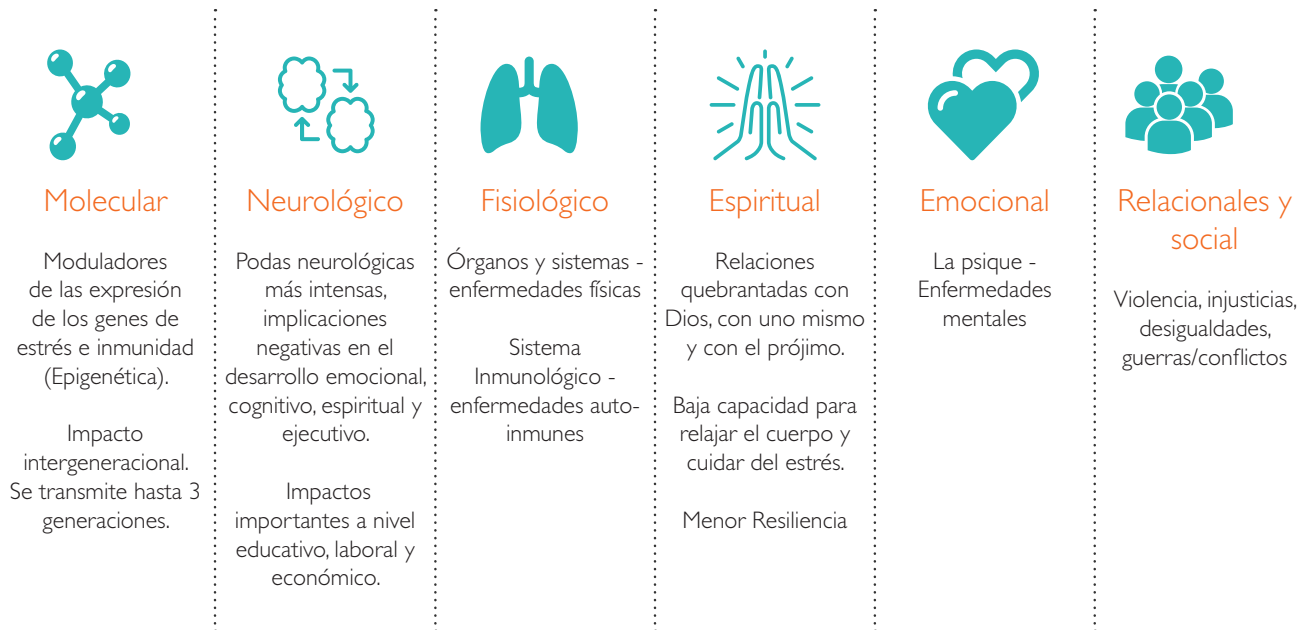 Molecular
Moduladores
de las expresión
de los genes de
estrés e inmunidad
(Epigenética).
Impacto
intergeneracional.
Se transmite hasta 3
generaciones.
Neurológico
Podas neurológicas
más intensas,
implicaciones
negativas en el
desarrollo emocional,
cognitivo, espiritual y
ejecutivo.
Impactos
importantes a nivel
educativo, laboral y
económico.
Fisiológico
Órganos y sistemas -
enfermedades físicas
Sistema
Inmunológico -
enfermedades auto-
inmunes
Espiritual
Relaciones
quebrantadas con
Dios, con uno mismo
y con el prójimo.
Baja capacidad para
relajar el cuerpo y
cuidar del estrés.
Menor Resiliencia
Emocional
La psique -
Enfermedades
mentales
Relacionales y
social
Violencia, injusticias,
desigualdades,
guerras/conflictos